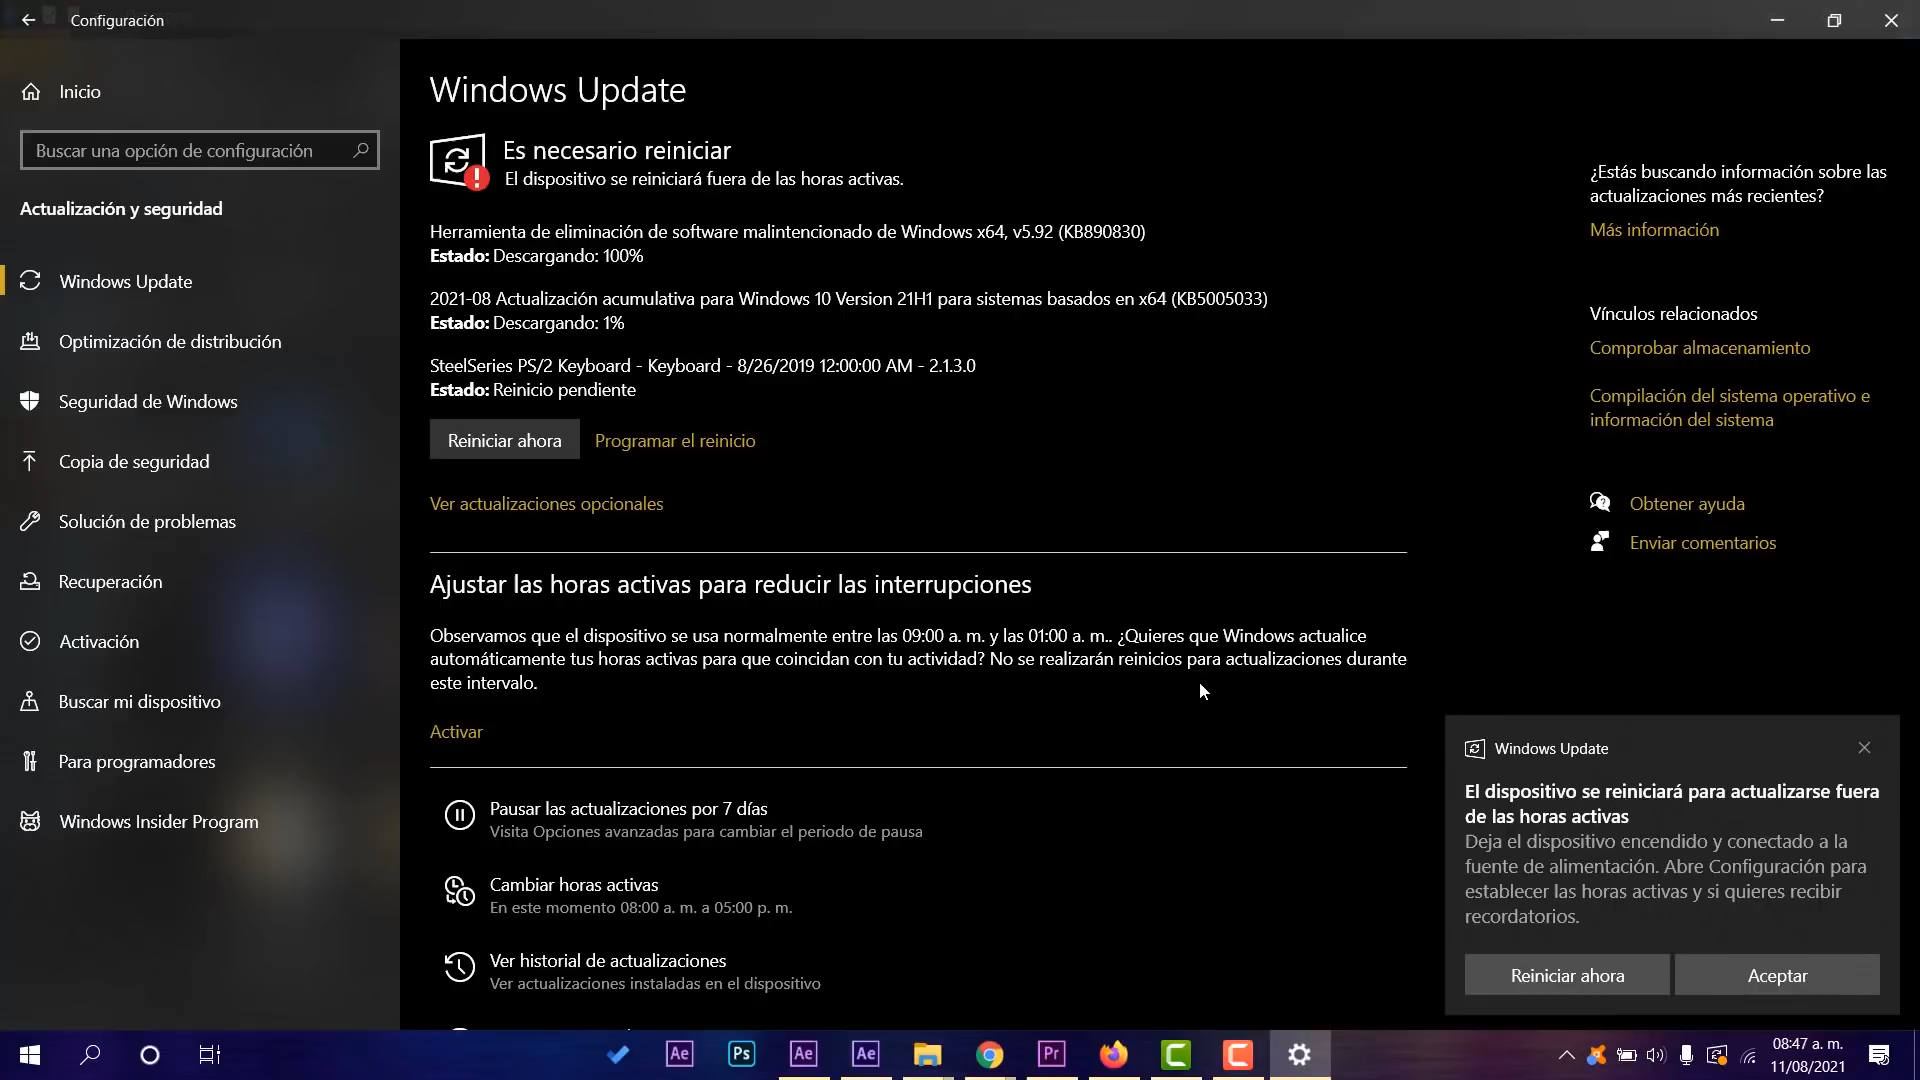 Configuración
Inicio
Buscar una opción de configuración
Actualización y seguridad
Windows Update
Optimización de distribución
Seguridad de Windows
Copia de seguridad
Solución de problemas
Recuperación
Activación
Buscar mi dispositivo
Para programadores
Windows Insider Program
Windows Update
Es necesario reiniciar
El dispositivo se reiniciará fuera de las horas activas.
Herramienta de eliminación de software malintencionado de Windows x64, v5.92 (KB890830)
Estado: Descargando: 100%
2021-08 Actualización acumulativa para Windows 10 Version 21H1 para sistemas basados en x64 (KB5005033)
Estado: Descargando: 1%
SteelSeries PS/2 Keyboard - Keyboard - 8/26/2019 12:00:00 AM - 2.1.3.0
Estado: Reinicio pendiente
Reiniciar ahora
Programar el reinicio
Ver actualizaciones opcionales
Ajustar las horas activas para reducir las interrupciones
Observamos que el dispositivo se usa normalmente entre las 09:00 a. m. y las 01:00 a. m.. ¿Quieres que Windows actualice
automáticamente tus horas activas para que coincidan con tu actividad? No se realizarán reinicios para actualizaciones durante
este intervalo.
Activar
Pausar las actualizaciones por 7 días
Visita Opciones avanzadas para cambiar el periodo de pausa
Cambiar horas activas
En este momento 08:00 a. m. a 05:00 p. m.
Ver historial de actualizaciones
Ver actualizaciones instaladas en el dispositivo
¿Estás buscando información sobre las
actualizaciones más recientes?
Más información
Vínculos relacionados
Comprobar almacenamiento
Compilación del sistema operativo e
información del sistema
Obtener ayuda
Enviar comentarios
Windows Update
El dispositivo se reiniciará para actualizarse fuera
de las horas activas
Deja el dispositivo encendido y conectado a la
fuente de alimentación. Abre Configuración para
establecer las horas activas y si quieres recibir
recordatorios.
Reiniciar ahora
Aceptar
Ae
Ps
Ae
Ae
Pr
08:47 a. m.
11/08/2021